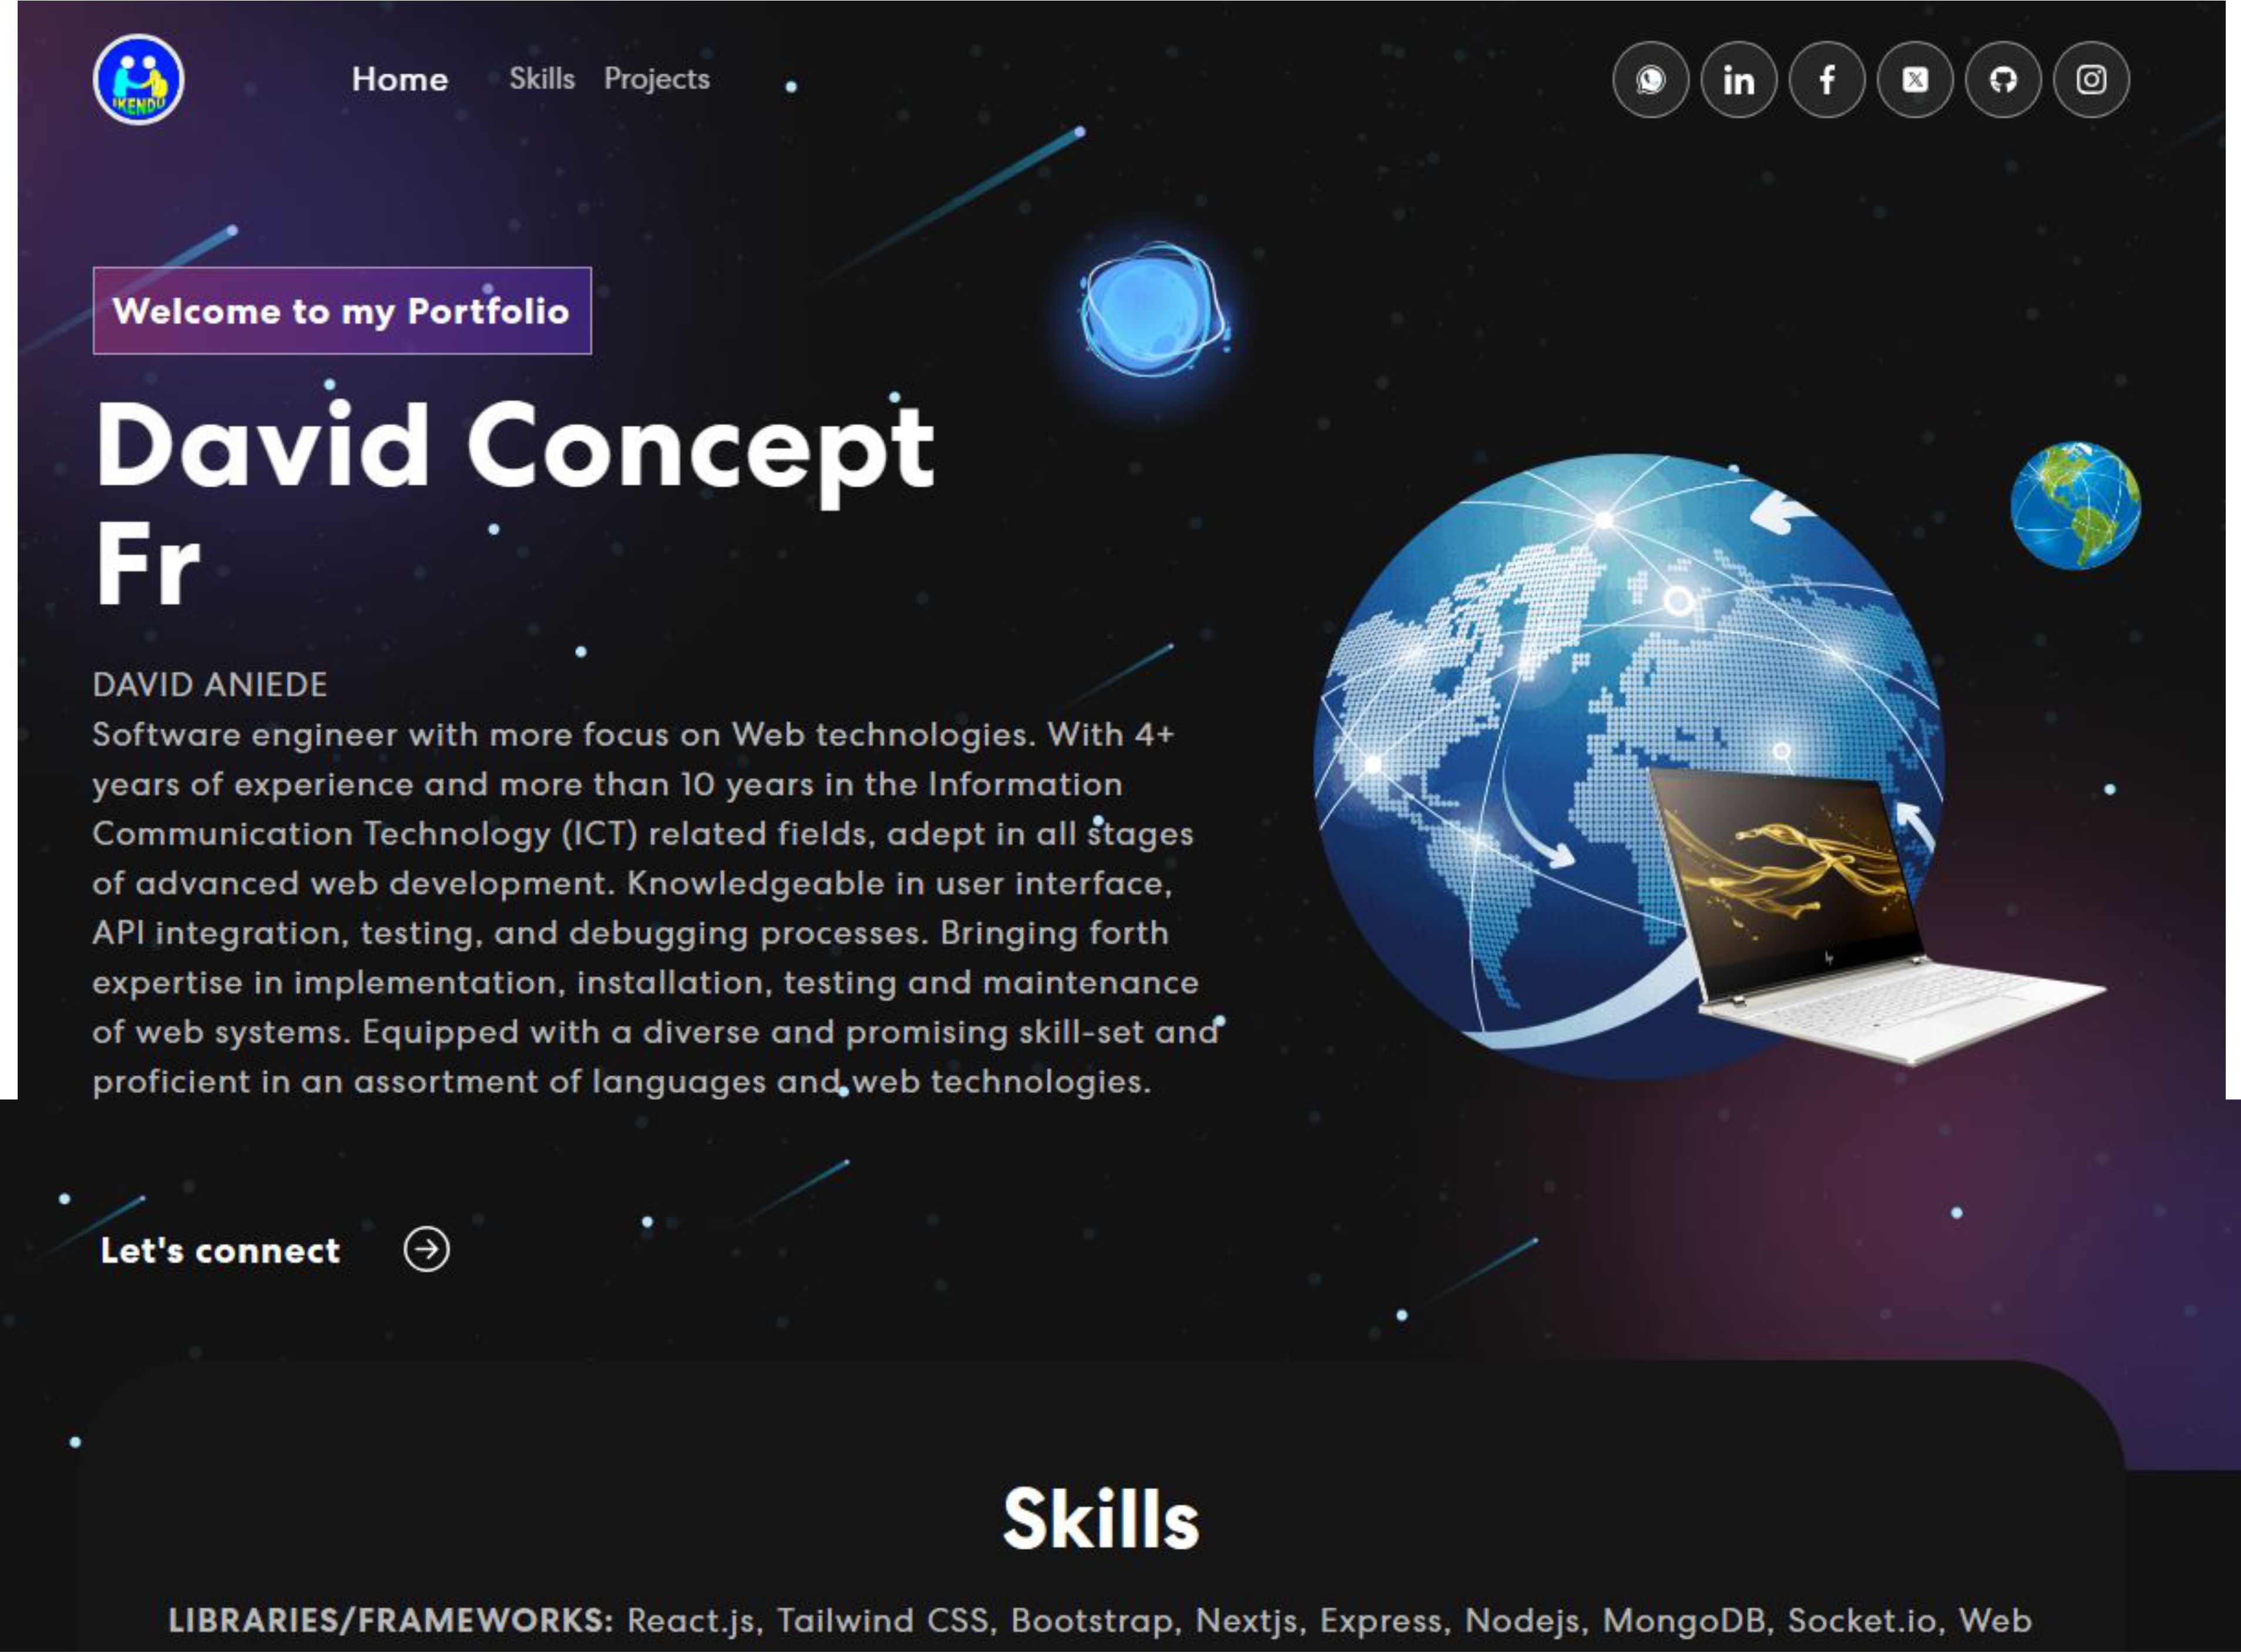 IKENDU
Home Skills Projects
Welcome to my Portfolio
David Concept
Fr
DAVID ANIEDE
Software engineer with more focus on Web technologies. With 4+
years of experience and more than 10 years in the Information
Communication Technology (ICT) related fields, adept in all stages
of advanced web development. Knowledgeable in user interface,
API integration, testing, and debugging processes. Bringing forth
expertise in implementation, installation, testing and maintenance
of web systems. Equipped with a diverse and promising skill-set and
proficient in an assortment of languages and web technologies.
Let's connect
Skills
LIBRARIES/FRAMEWORKS: React.js, Tailwind CSS, Bootstrap, Nextjs, Express, Nodejs, MongoDB, Socket.io, Web